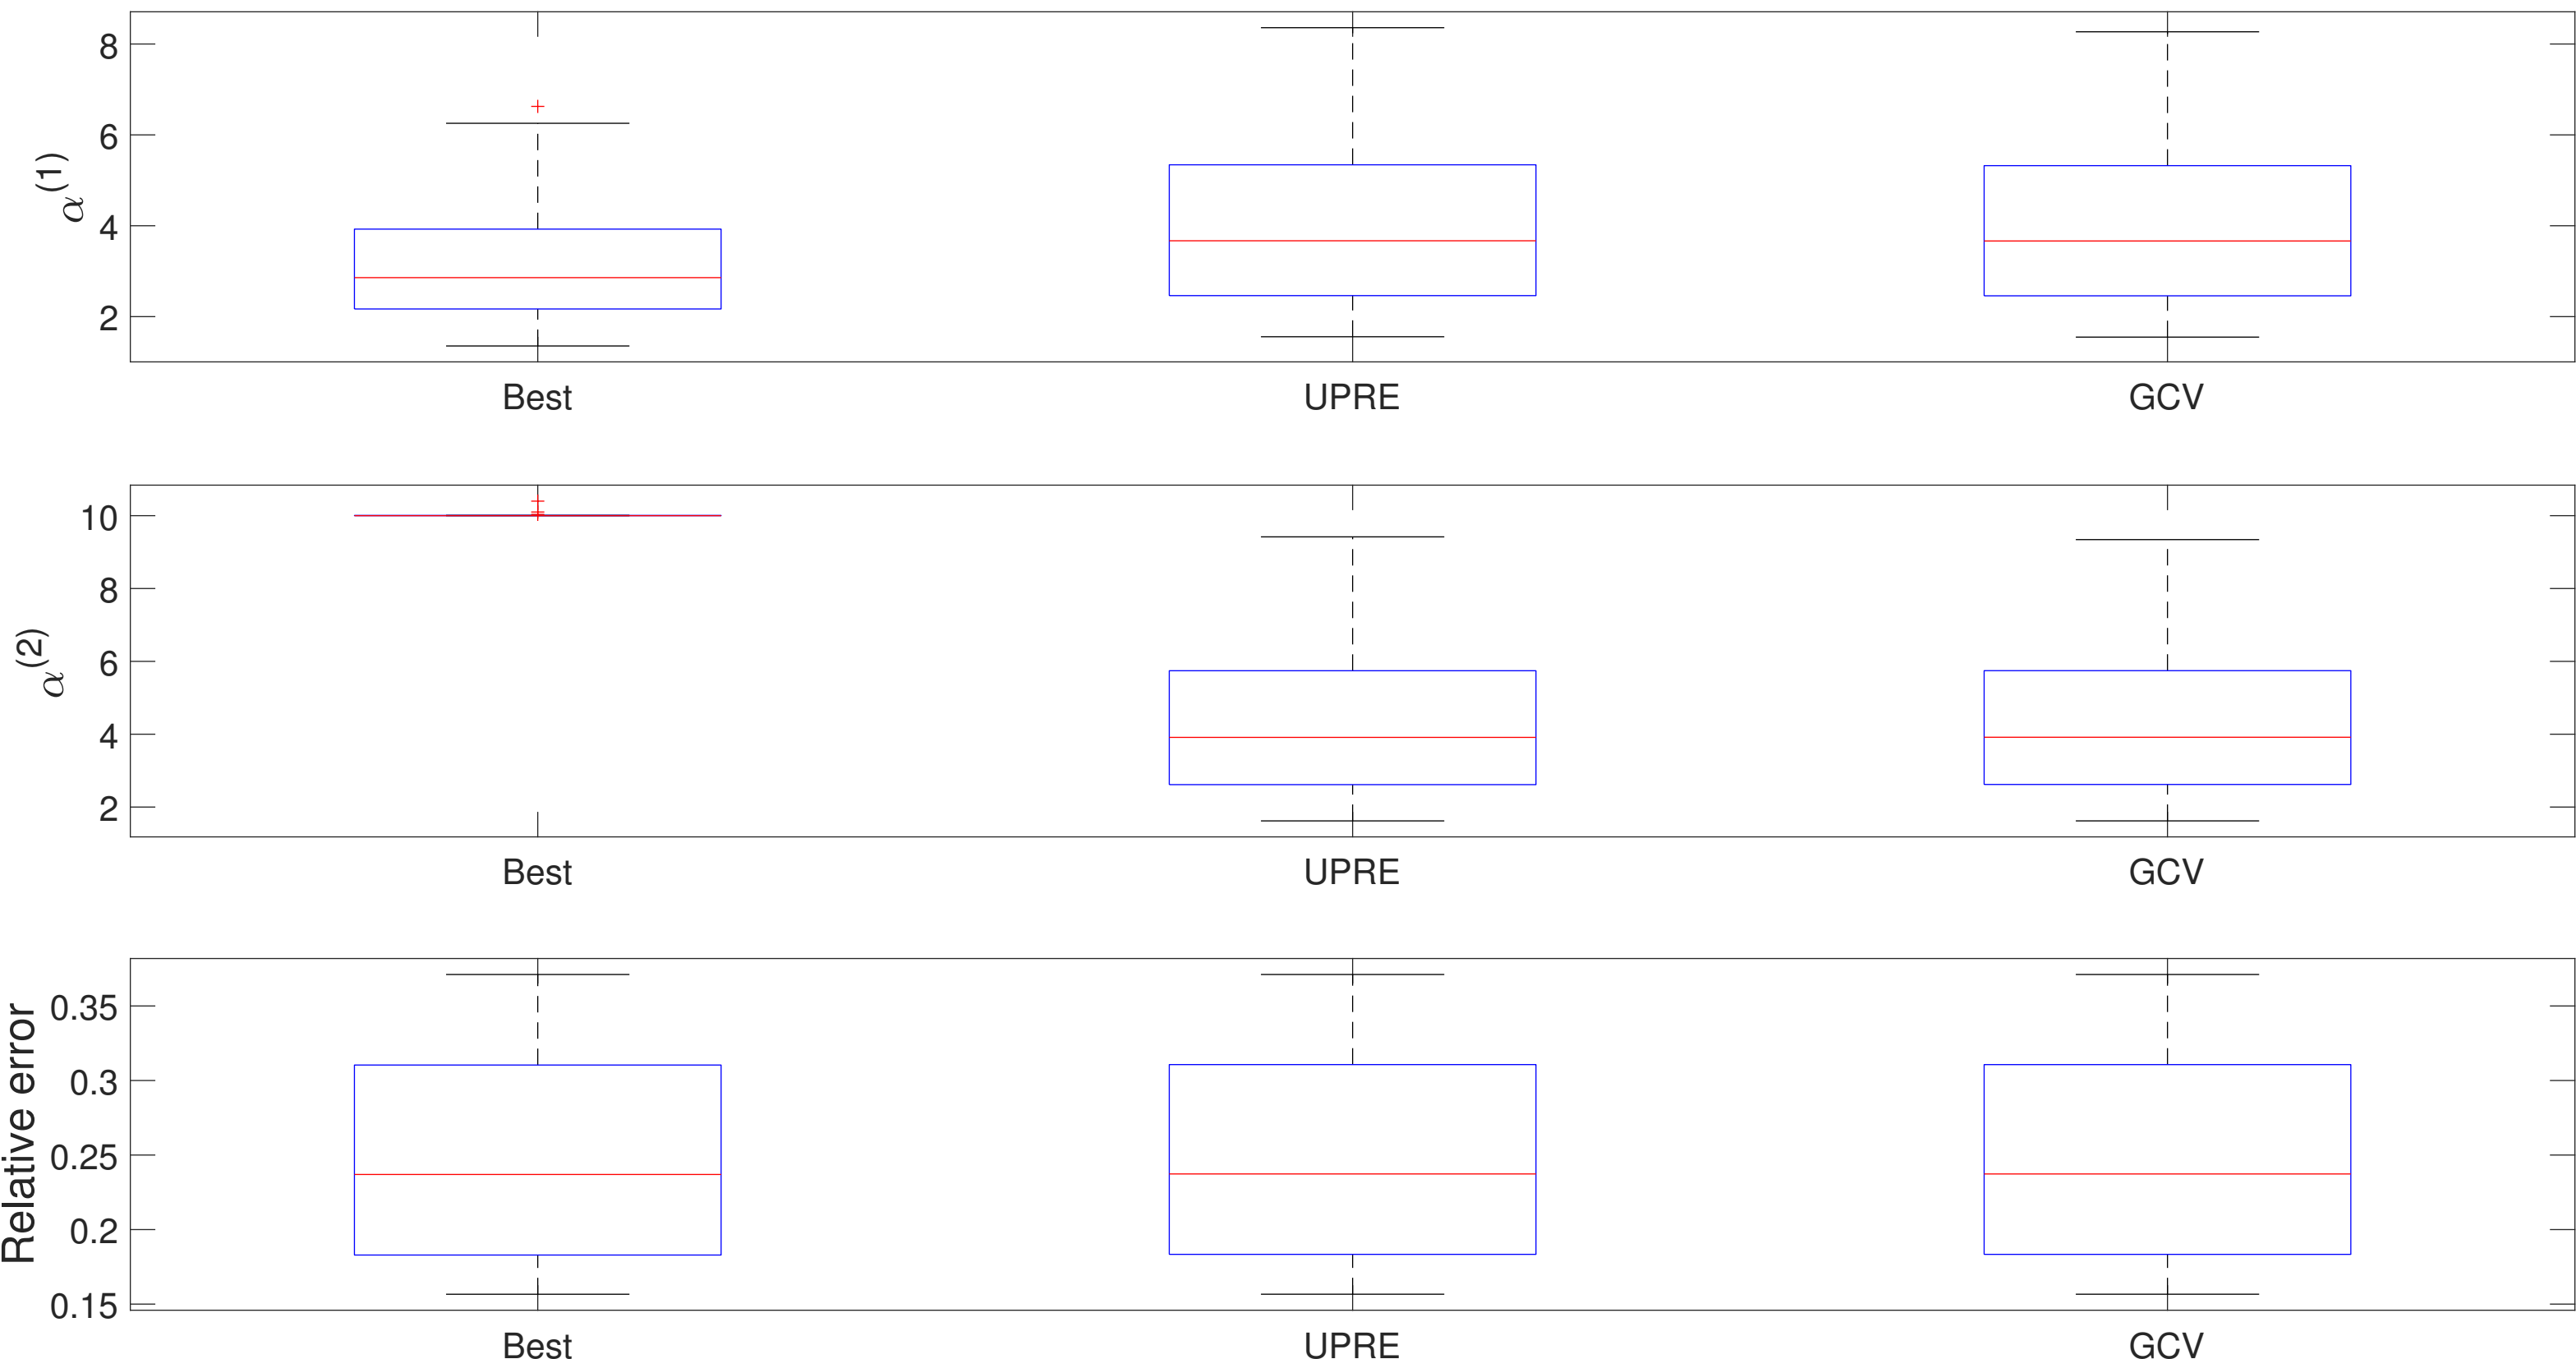 8
6
4
2
α^(1)
Best UPRE GCV
10
8
6
4
2
α^(2)
Best UPRE GCV
0.35
0.3
0.25
0.2
0.15
Relative error
Best UPRE GCV